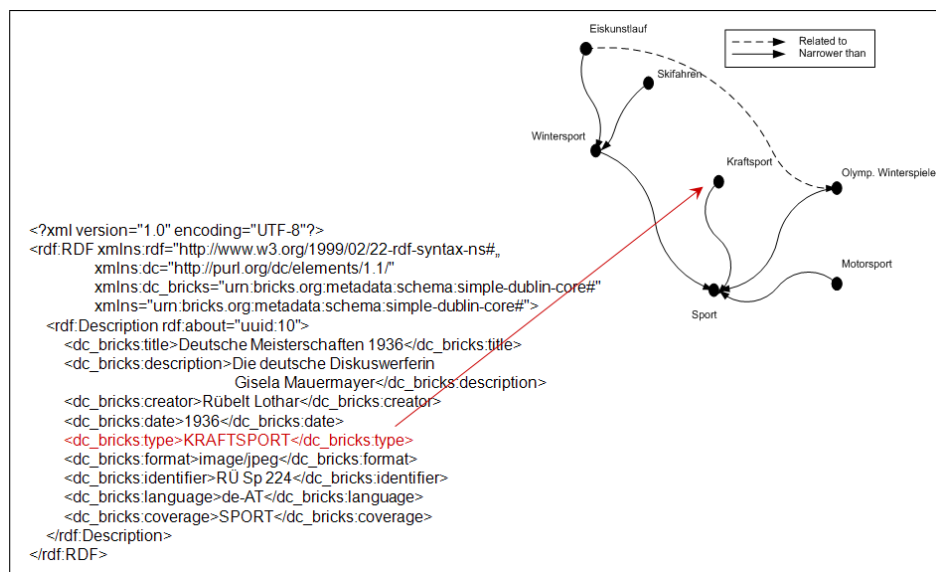 Eiskunstlauf
Related to
Narrower than
Skifahren
Wintersport
Kraftsport
Olymp. Winterspiele
Motorsport
Sport
<?xml version="1.0" encoding="UTF-8"?>
<rdf:RDF xmlns:rdf="http://www.w3.org/1999/02/22-rdf-syntax-ns#„
xmlns:dc="http://purl.org/dc/elements/1.1/"
xmlns:dc_bricks="urn:bricks.org:metadata:schema:simple-dublin-core#"
xmlns="urn:bricks.org:metadata:schema:simple-dublin-core#">
<rdf:Description rdf:about="uuid:10">
<dc_bricks:title>Deutsche Meisterschaften 1936</dc_bricks:title>
<dc_bricks:description>Die deutsche Diskuswerferin
Gisela Mauermayer</dc_bricks:description>
<dc_bricks:creator>Rübelt Lothar</dc_bricks:creator>
<dc_bricks:date>1936</dc_bricks:date>
<dc_bricks:type>KRAFTSPORT</dc_bricks:type>
<dc_bricks:format>image/jpeg</dc_bricks:format>
<dc_bricks:identifier>RÜ Sp 224</dc_bricks:identifier>
<dc_bricks:language>de-AT</dc_bricks:language>
<dc_bricks:coverage>SPORT</dc_bricks:coverage>
</rdf:Description>
</rdf:RDF>